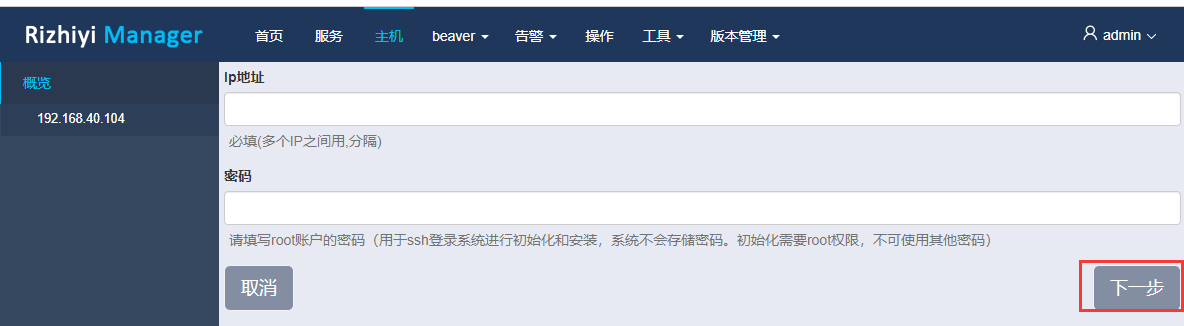 Rizhiyi Manager 首页 服务 主机 beaver 告警 操作 工具 版本管理 admin
概览
192.168.40.104
Ip地址
必填(多个IP之间用,分隔)
密码
请填写root账户的密码（用于ssh登录系统进行初始化和安装，系统不会存储密码。初始化需要root权限，不可使用其他密码）
取消 下一步